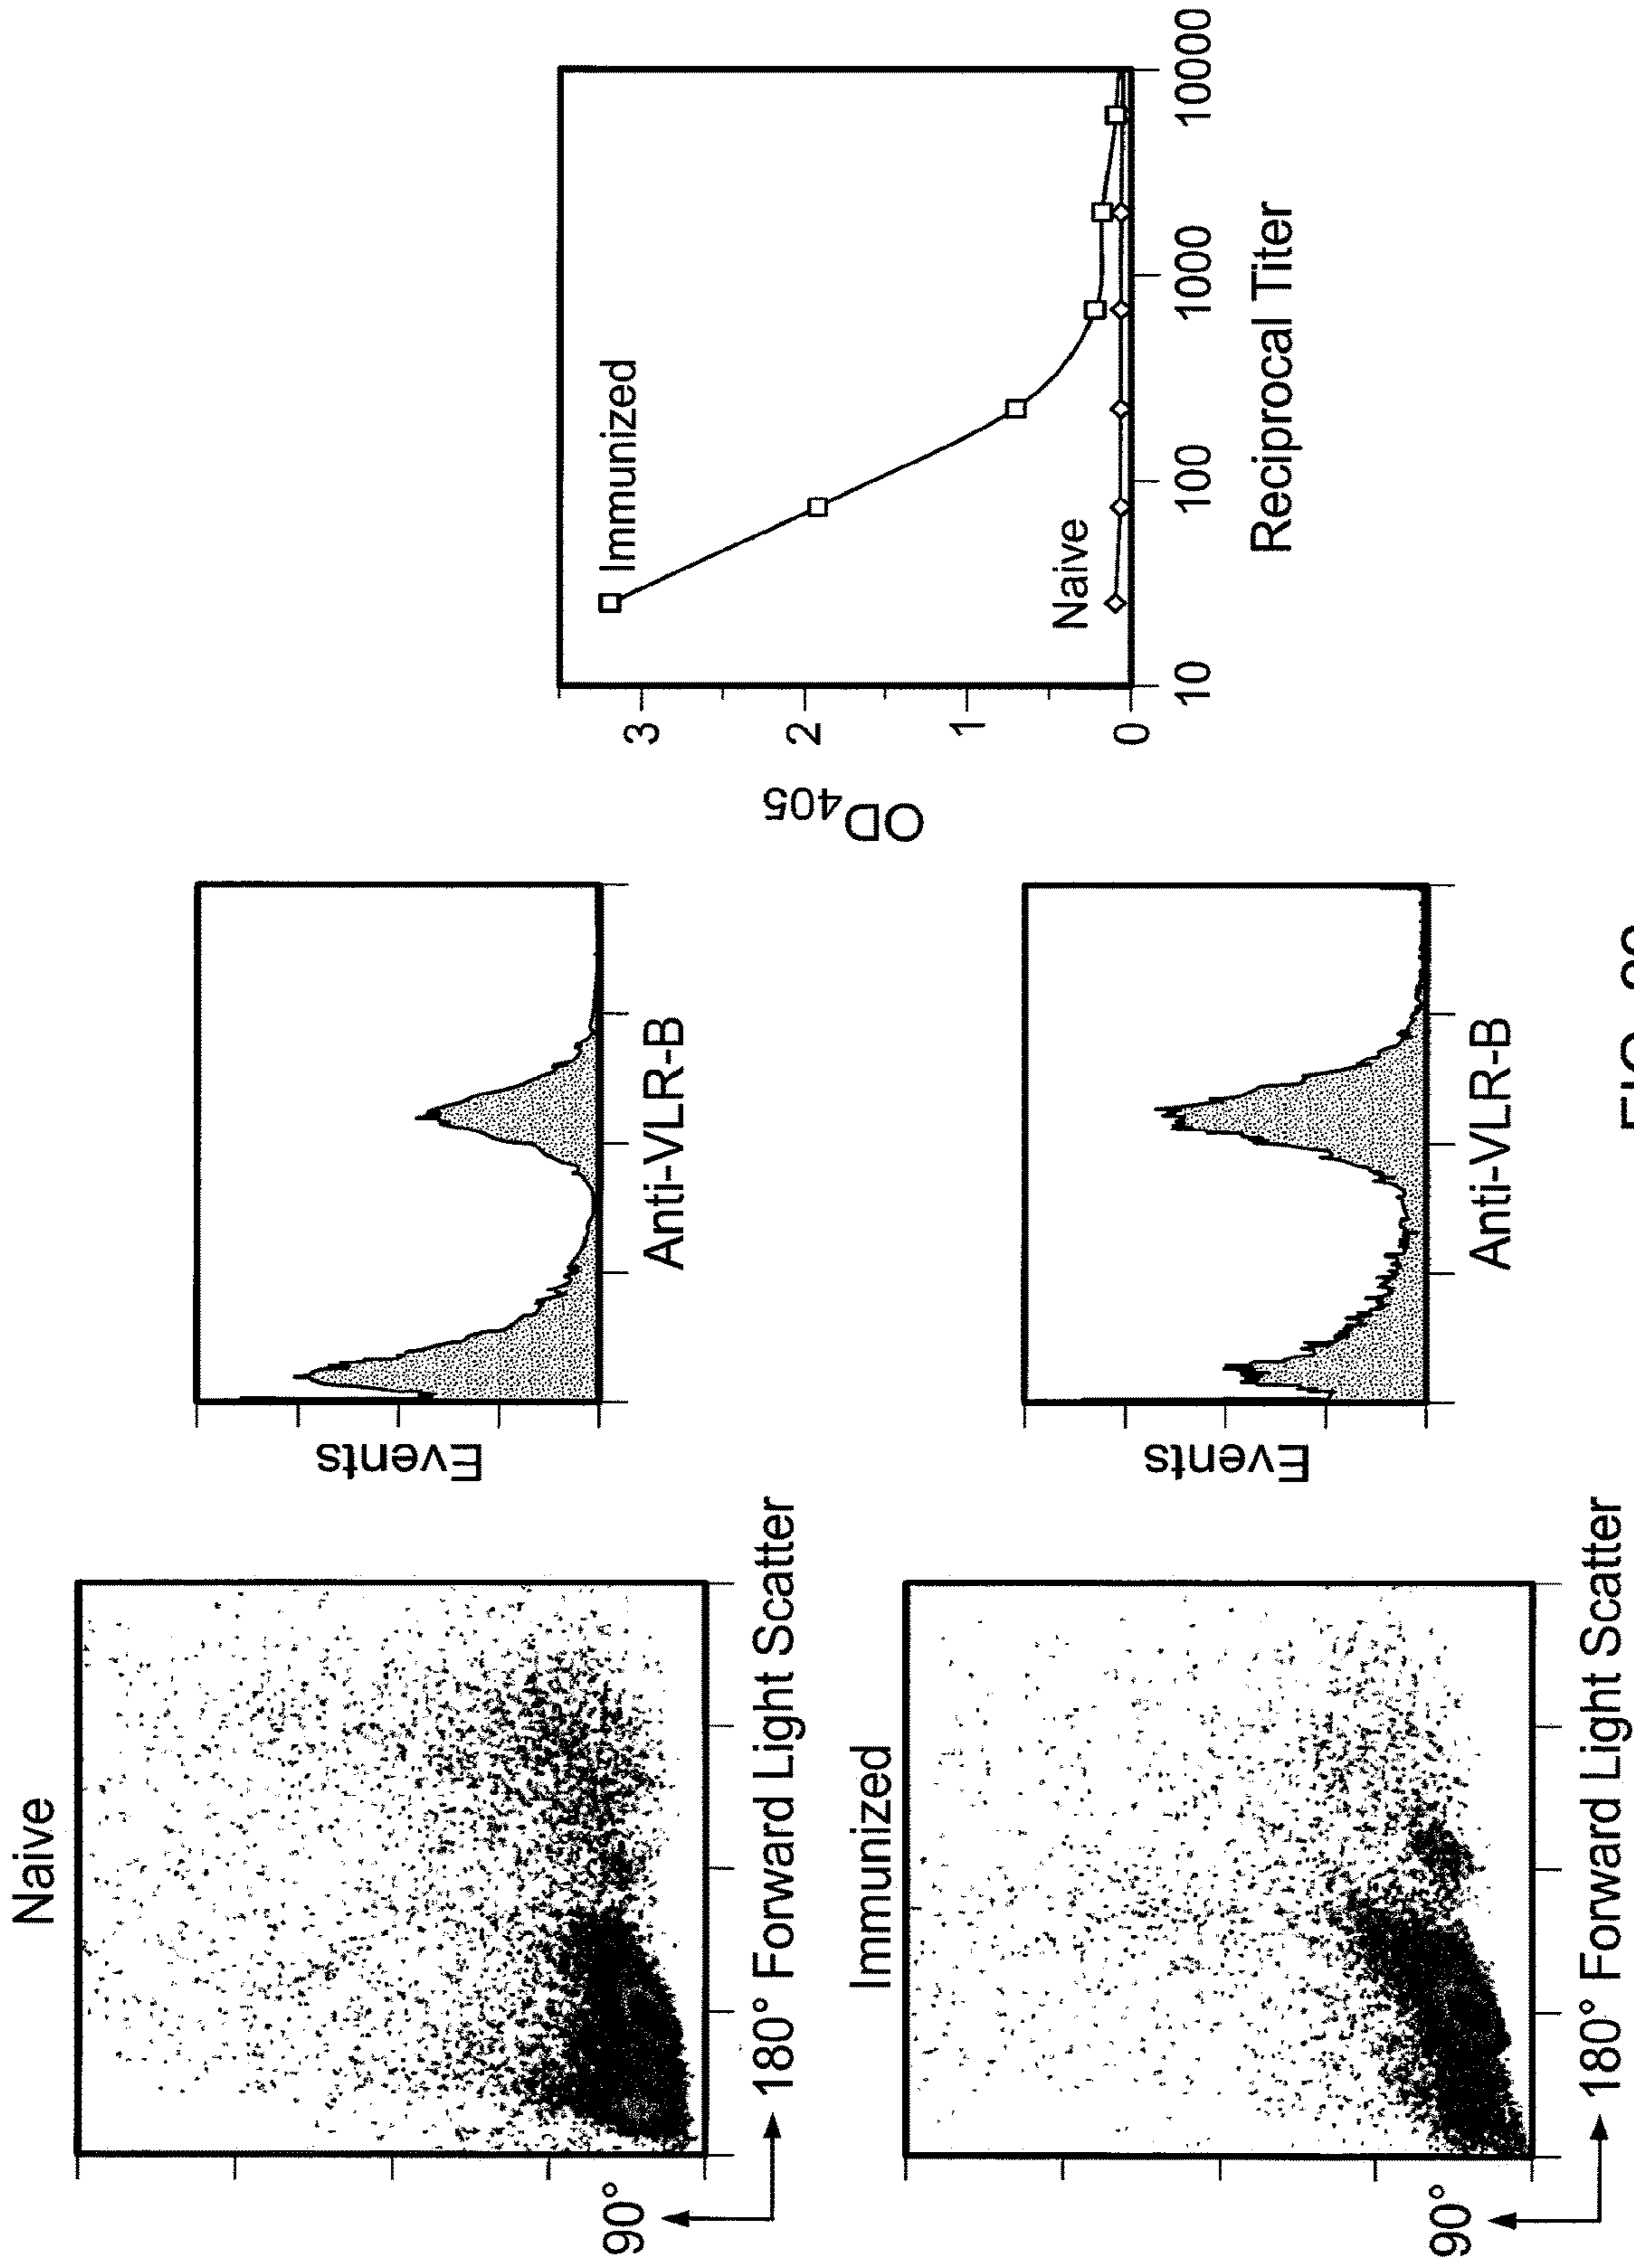 Naive
90°
180° Forward Light Scatter
Events
Anti-VLR-B
Immunized
90°
180° Forward Light Scatter
Events
Anti-VLR-B
OD405
3
2
1
0
Immunized
Naive
10
100
1000
10000
Reciprocal Titer
FIG.